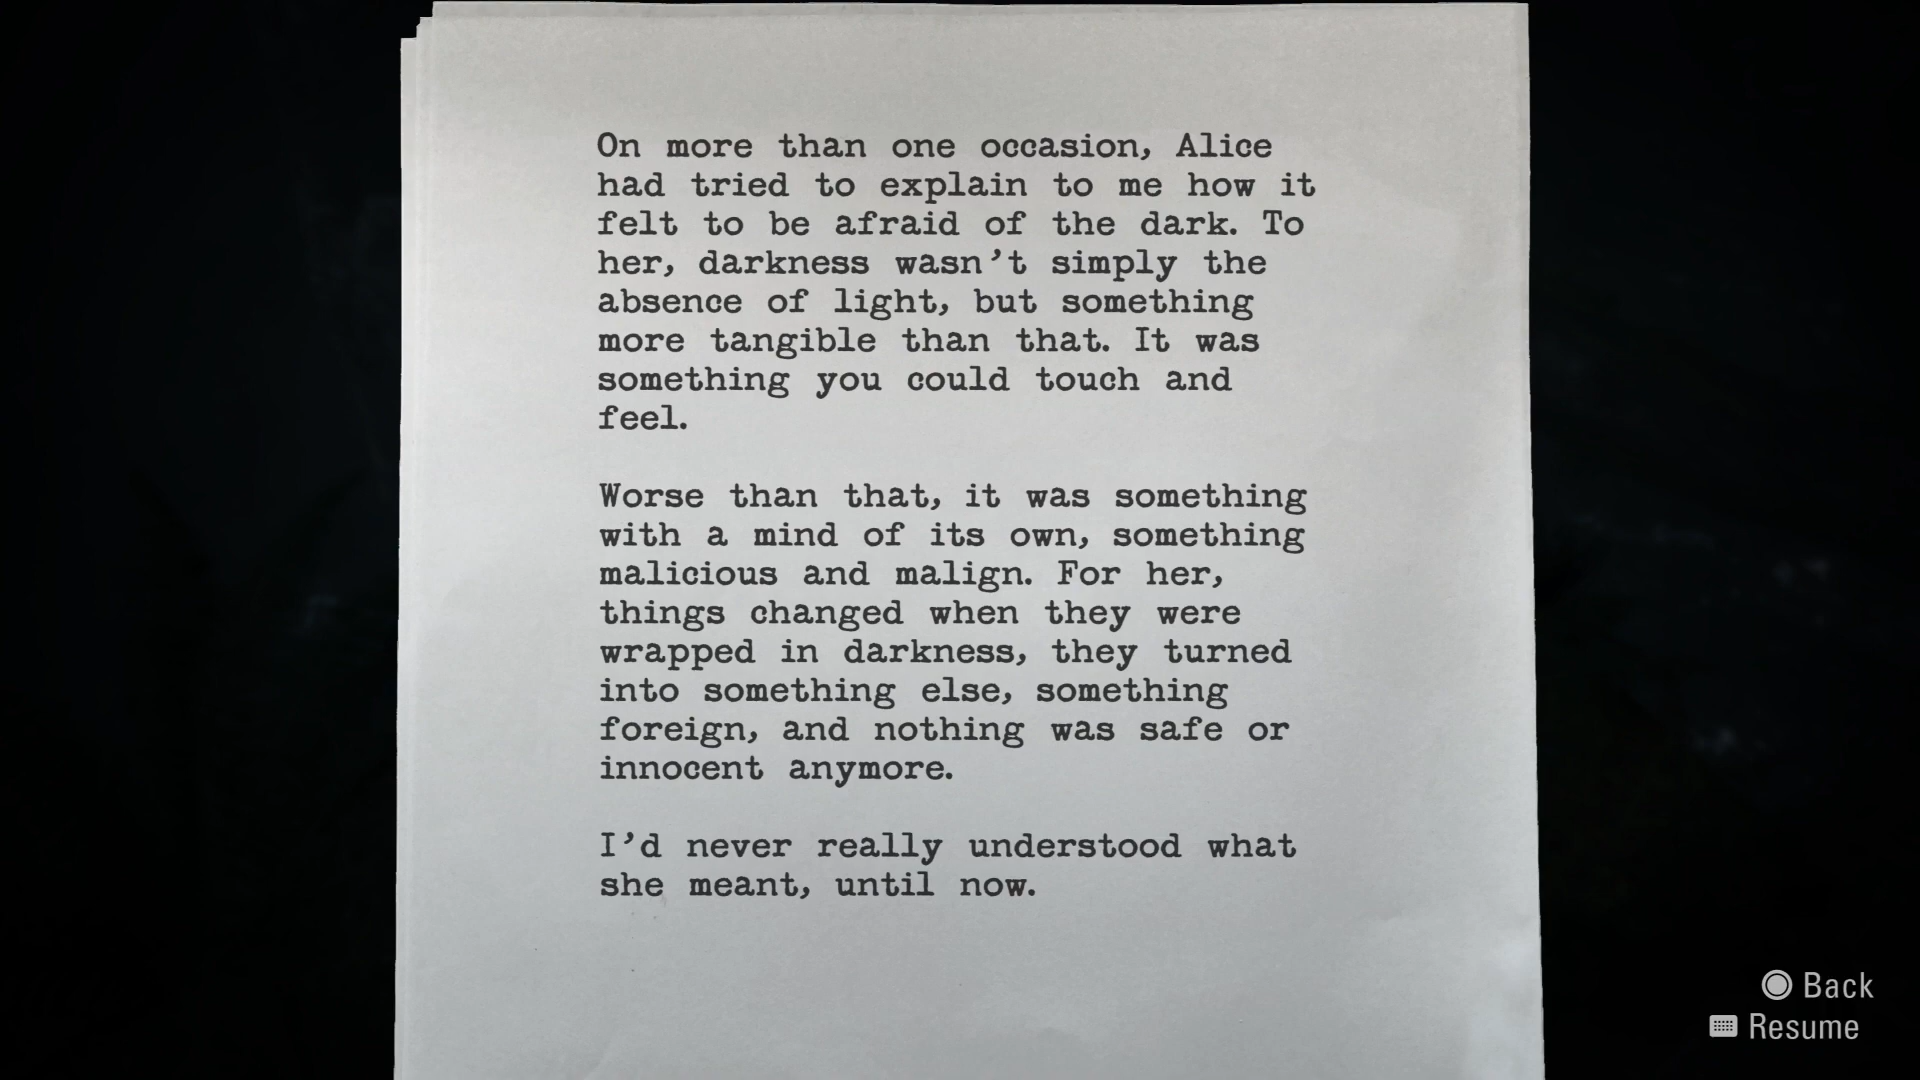 On more than one occasion, Alice
had tried to explain to me how it
felt to be afraid of the dark. To
her, darkness wasn’t simply the
absence of light, but something
more tangible than that. It was
something you could touch and
feel.
Worse than that, it was something
with a mind of its own, something
malicious and malign. For her,
things changed when they were
wrapped in darkness, they turned
into something else, something
foreign, and nothing was safe or
innocent anymore.
I’d never really understood what
she meant, until now.
Back
Resume